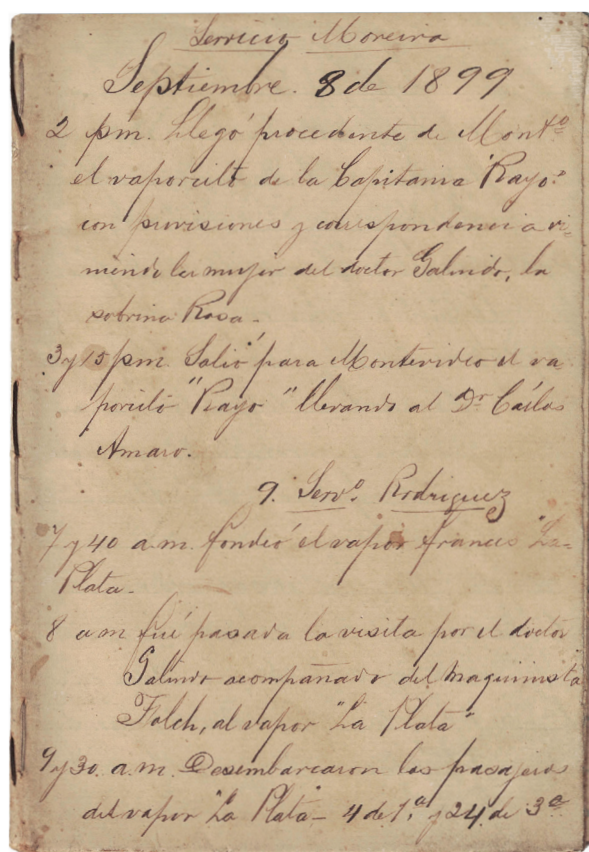 Servicio Moreira
Septiembre. 8 de 1899
2 pm. Llegó procedente de Montº
el vaporcito de la Capitania "Rayo"
con provisiones y correspondencia vi-
niendo la mujer del doctor Galindo, la
sobrina Rosa-
3 y 15 pm. Salió para Montevideo el va
porcito "Rayo" llevando al Dr Cárlos
Amaro.
9. Servº. Rodriguez
7 y 40 a.m. fondeó el vapor frances "La-
Plata-
8 a m fué pasada la visita por el doctor
Galindo acompañado del maquinista
Folch, al vapor "La Plata"
9 y 30. a.m. Desembarcaron los pasajeros
del vapor "La Plata- 4 de 1ª. y 24 de 3ª